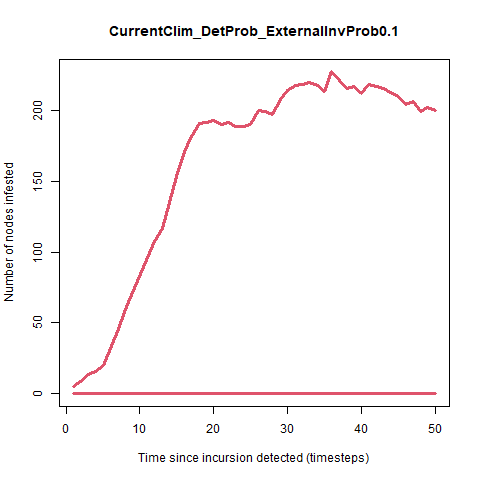 CurrentClim_DetProb_ExternalInvProb0.1
Number of nodes infested
200
150
100
50
0
0 10 20 30 40 50
Time since incursion detected (timesteps)